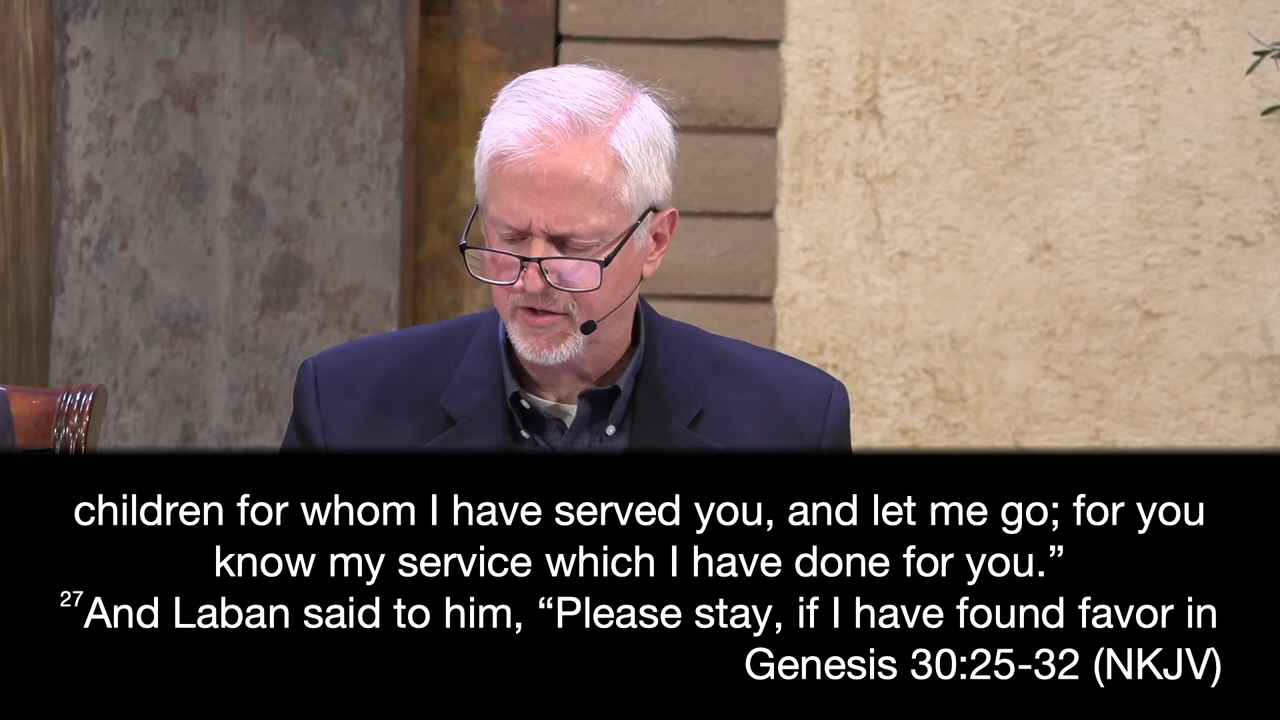 children for whom I have served you, and let me go; for you
know my service which I have done for you.”
27And Laban said to him, “Please stay, if I have found favor in
Genesis 30:25-32 (NKJV)